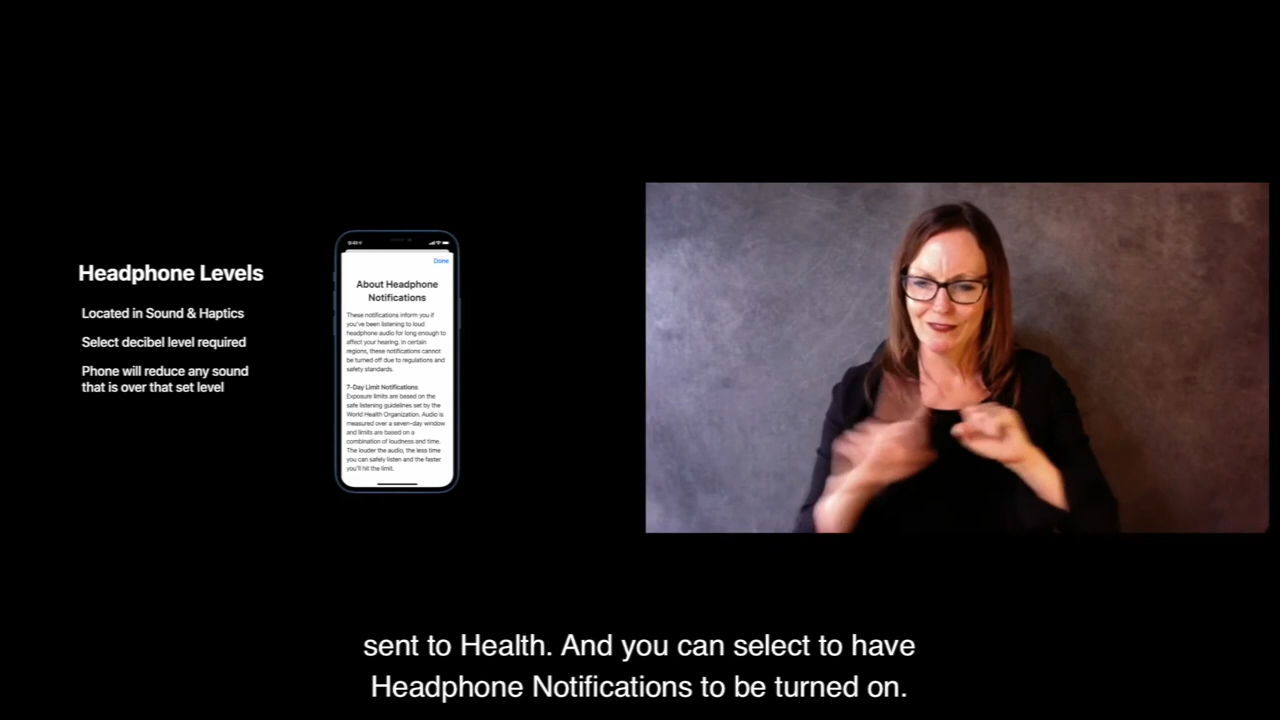 Headphone Levels
Located in Sound & Haptics
Select decibel level required
Phone will reduce any sound
that is over that set level
Done
About Headphone
Notifications
These notifications inform you if
you've been listening to loud
headphone audio for long enough to
affect your hearing. In certain
regions, these notifications cannot
be turned off due to regulations and
safety standards.
7-Day Limit Notifications
Exposure limits are based on the
safe listening guidelines set by the
World Health Organization. Audio is
measured over a seven-day window
and limits are based on a
combination of loudness and time.
The louder the audio, the less time
you can safely listen and the faster
you'll hit the limit.
sent to Health. And you can select to have
Headphone Notifications to be turned on.